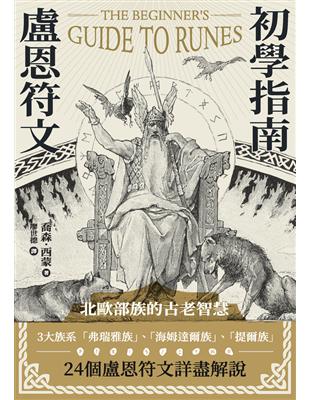 THE BEGINNER'S
GUIDE TO RUNES
初學指南
盧恩符文
喬森・西蒙 著
廖世德 譯
北歐部族的古老智慧
3大族系「弗瑞雅族」、「海姆達爾族」、「提爾族」
24個盧恩符文詳盡解說